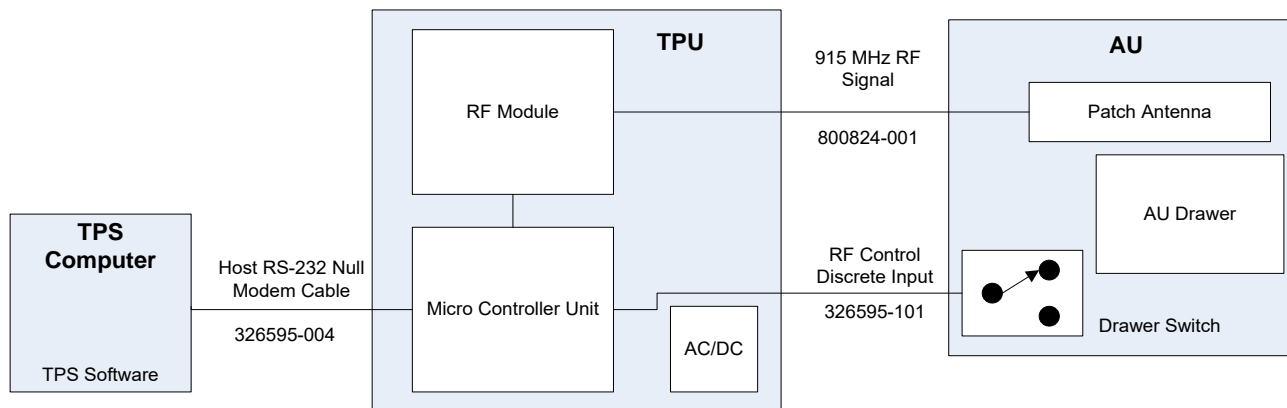 TPU
AU
915 MHz RF
Signal
RF Module
Patch Antenna
800824-001
AU Drawer
TPS
Computer
Host RS-232 Null
Modem Cable
RF Control
Discrete Input
Micro Controller Unit
326595-004
326595-101
AC/DC
Drawer Switch
TPS Software